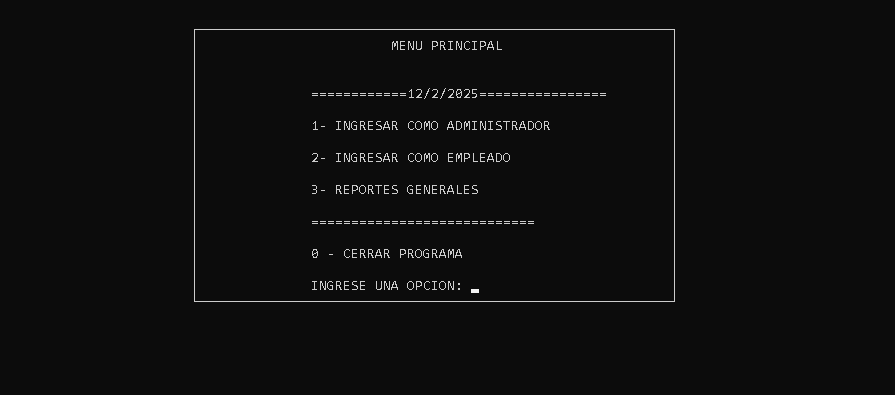 MENU PRINCIPAL
============12/2/2025================
1- INGRESAR COMO ADMINISTRADOR
2- INGRESAR COMO EMPLEADO
3- REPORTES GENERALES
============================
0 - CERRAR PROGRAMA
INGRESE UNA OPCION: